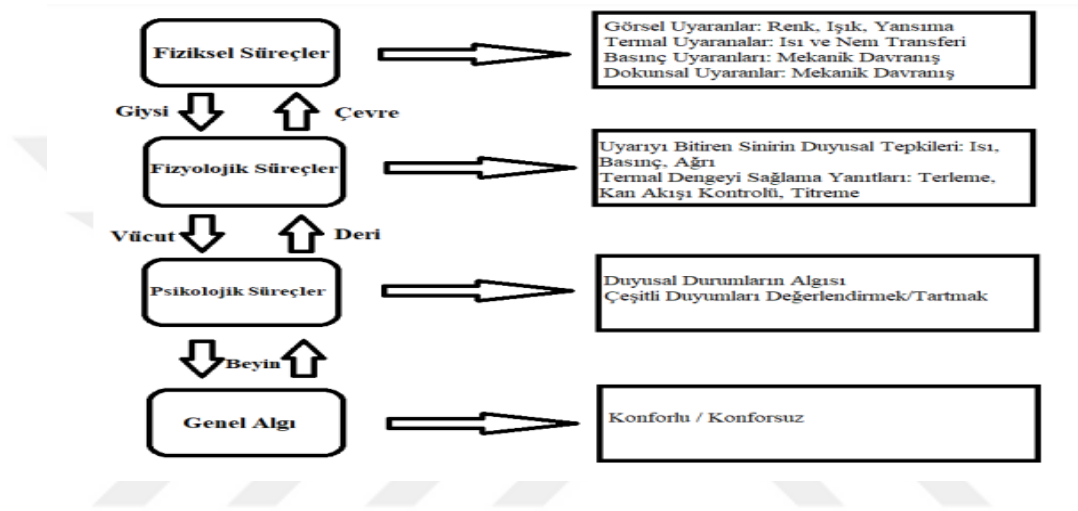 Fiziksel Süreçler
Görsel Uyaranlar: Renk, Işık, Yansıma
Termal Uyaranalar: Isı ve Nem Transferi
Basınç Uyaranları: Mekanik Davranış
Dokunsal Uyaranlar: Mekanik Davranış
Giysi
Çevre
Fizyolojik Süreçler
Uyarıyı Bitiren Sinirin Duyusal Tepkileri: Isı,
Basınç, Ağrı
Termal Dengeyi Sağlama Yanıtları: Terleme,
Kan Akışı Kontrolü, Titreme
Vücut
Deri
Psikolojik Süreçler
Duyusal Durumların Algısı
Çeşitli Duyumları Değerlendirmek/Tartmak
Beyin
Genel Algı
Konforlu / Konforsuz